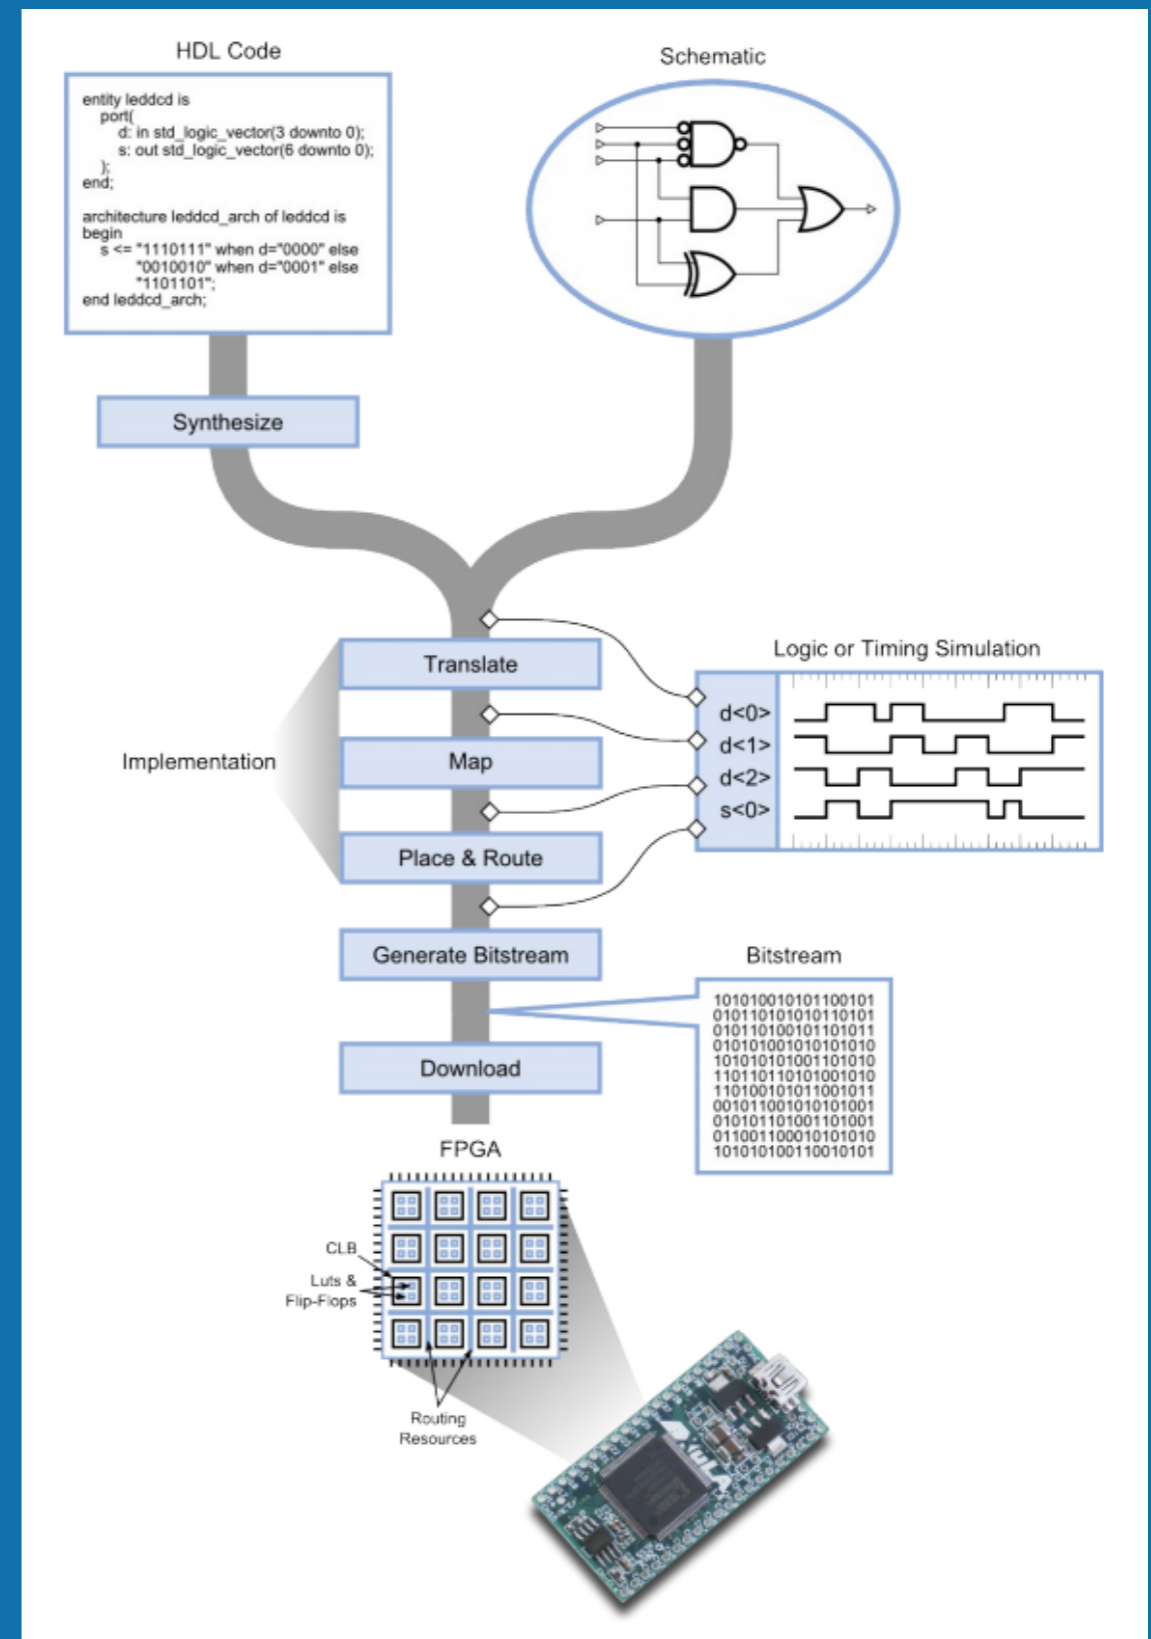 HDL Code
entity leddcd is
port(
d: in std_logic_vector(3 downto 0);
s: out std_logic_vector(6 downto 0);
);
end;
architecture leddcd_arch of leddcd is
begin
s <= "1110111" when d="0000" else
"0010010" when d="0001" else
"1101101";
end leddcd_arch;
Schematic
Synthesize
Translate
Implementation
Map
Place & Route
Logic or Timing Simulation
d<0>
d<1>
d<2>
s<0>
Generate Bitstream
Bitstream
101010010101100101
010110101010110101
010110100101101011
010101001010101010
101010101001101010
110110110101001010
110100101011001011
001011001010101001
010101101001101001
011001100010101010
101010100110010101
Download
FPGA
CLB
Luts &
Flip-Flops
Routing
Resources